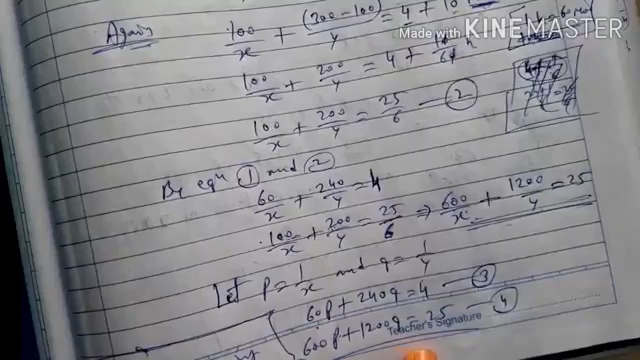 Made with KINEMASTER
Again 100/x + (300-100)/y = 4 + 10
100/x + 200/y = 4 + 10/60 h
100/x + 200/y = 25/6 — ②
By eqn ① and ②
60/x + 240/y = 4
100/x + 200/y = 25/6 ⇒ 600/x + 1200/y = 25
Let p = 1/x and q = 1/y
60p + 240q = 4 — ③
600p + 1200q = 25 — ④
Teacher's Signature